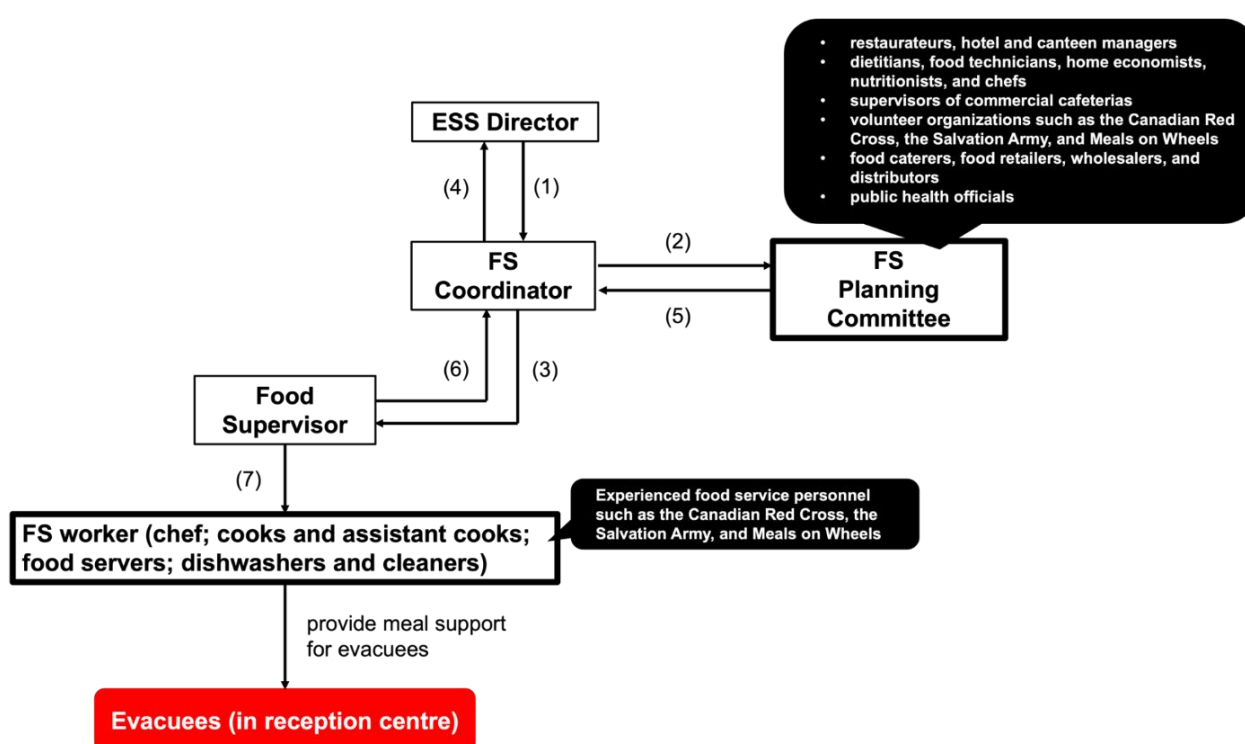 • restaurateurs, hotel and canteen managers
• dietitians, food technicians, home economists,
nutritionists, and chefs
• supervisors of commercial cafeterias
• volunteer organizations such as the Canadian Red
Cross, the Salvation Army, and Meals on Wheels
• food caterers, food retailers, wholesalers, and
distributors
• public health officials
ESS Director
(4)
(1)
FS
Coordinator
(2)
(5)
FS
Planning
Committee
(6)
(3)
Food
Supervisor
(7)
Experienced food service personnel
such as the Canadian Red Cross, the
Salvation Army, and Meals on Wheels
FS worker (chef; cooks and assistant cooks;
food servers; dishwashers and cleaners)
provide meal support
for evacuees
Evacuees (in reception centre)